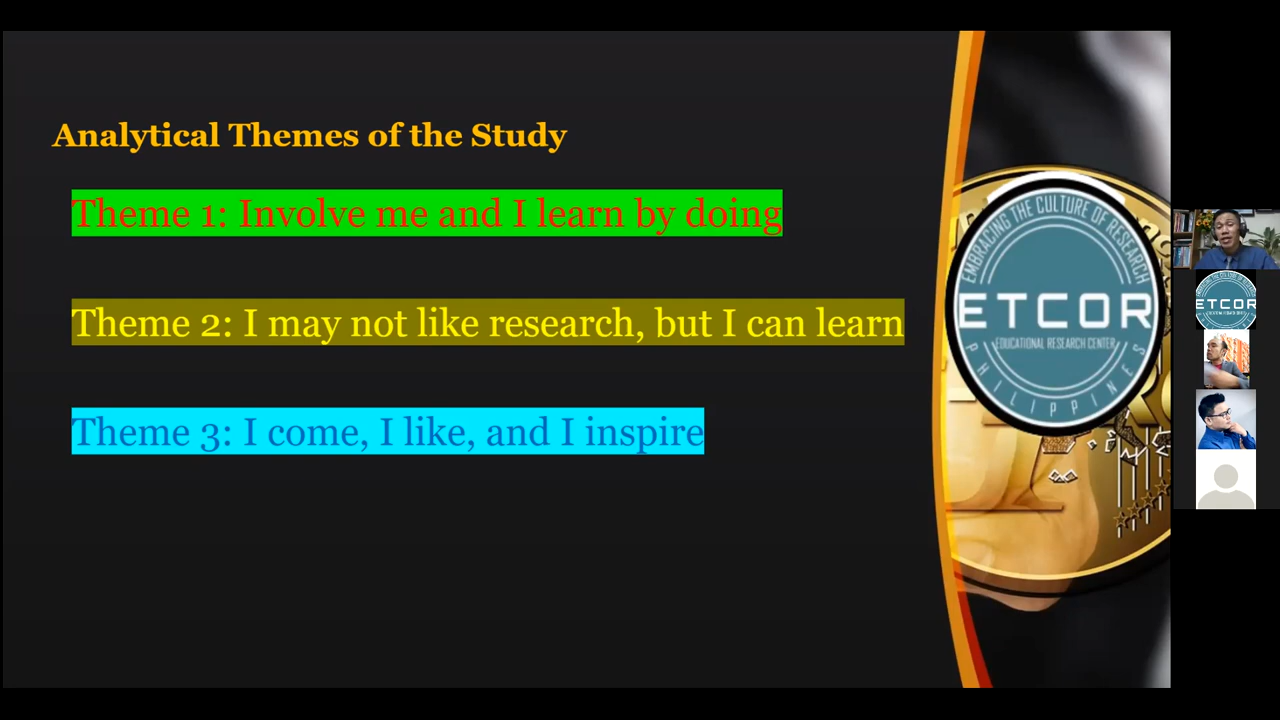 Analytical Themes of the Study
Theme 1: Involve me and I learn by doing
Theme 2: I may not like research, but I can learn
Theme 3: I come, I like, and I inspire
EMBRACING THE CULTURE OF RESEARCH
ETCOR
EDUCATIONAL RESEARCH CENTER
PHILIPPINES
ETCOR